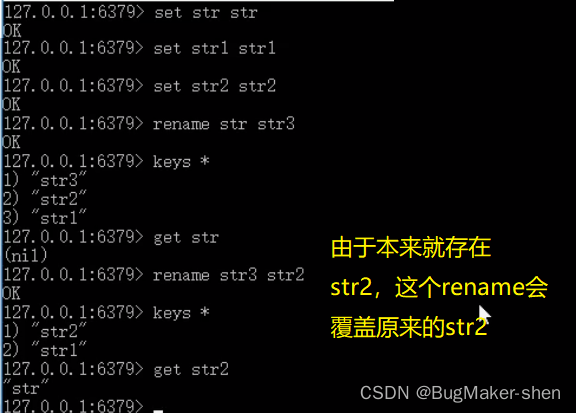 127.0.0.1:6379> set str str
OK
127.0.0.1:6379> set str1 str1
OK
127.0.0.1:6379> set str2 str2
OK
127.0.0.1:6379> rename str str3
OK
127.0.0.1:6379> keys *
1) "str3"
2) "str2"
3) "str1"
127.0.0.1:6379> get str
(nil)
127.0.0.1:6379> rename str3 str2
OK
127.0.0.1:6379> keys *
1) "str2"
2) "str1"
127.0.0.1:6379> get str2
"str"
127.0.0.1:6379>
由于本来就存在
str2，这个rename会
覆盖原来的str2
CSDN @BugMaker-shen